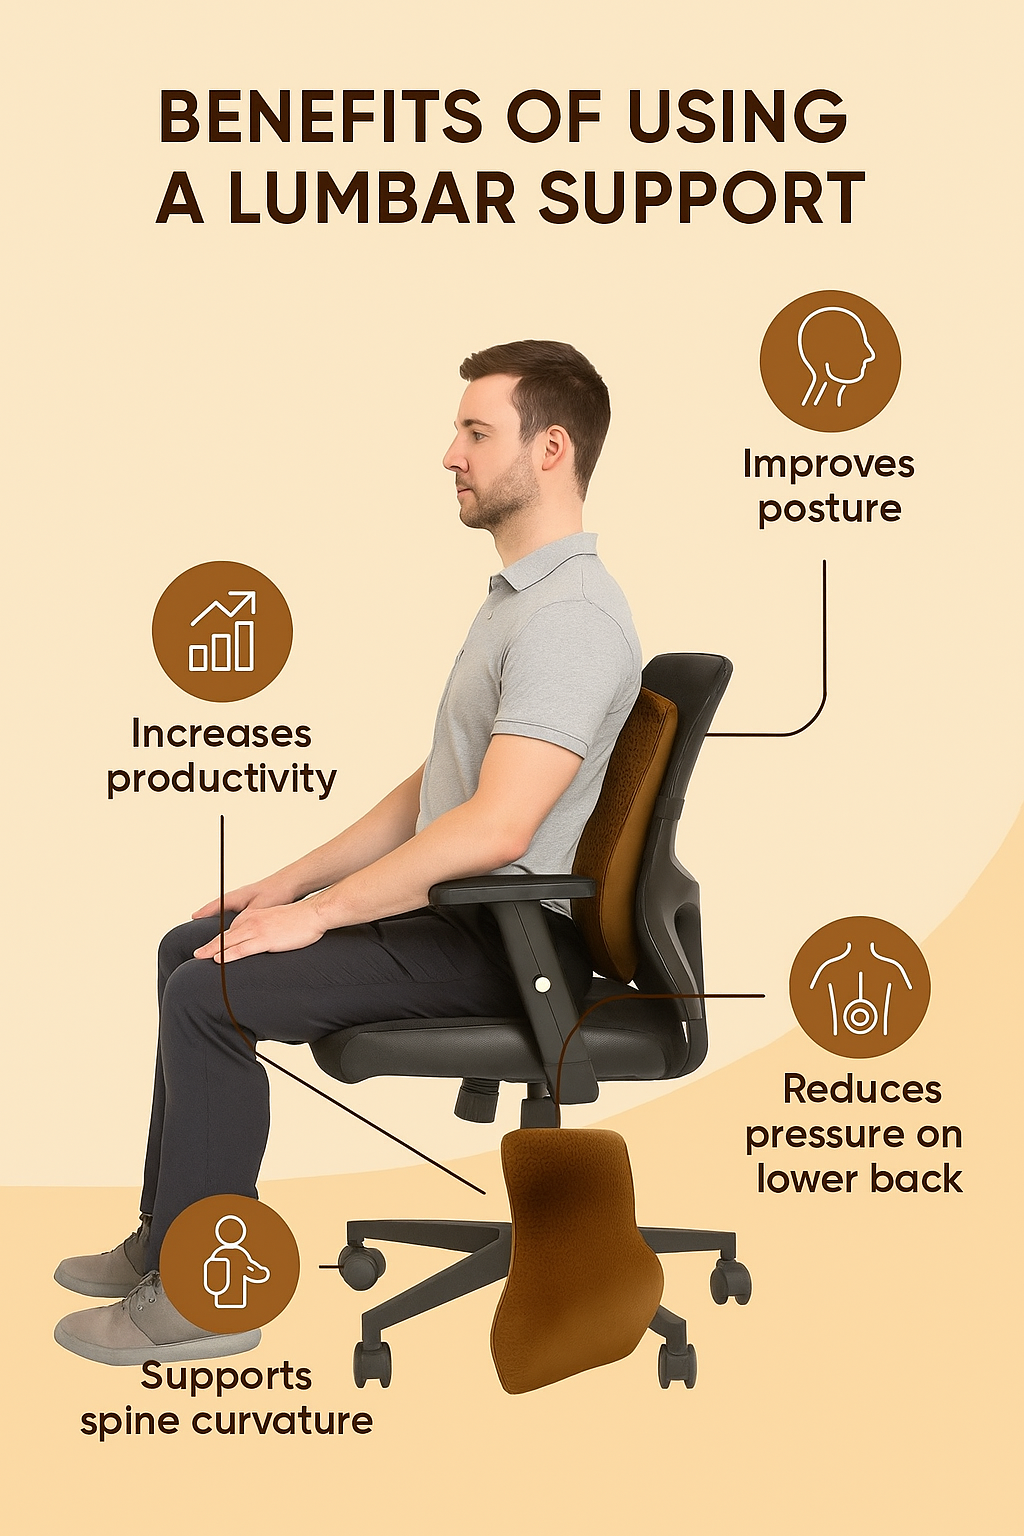 BENEFITS OF USING
A LUMBAR SUPPORT
Improves
posture
Increases
productivity
Reduces
pressure on
lower back
Supports
spine curvature